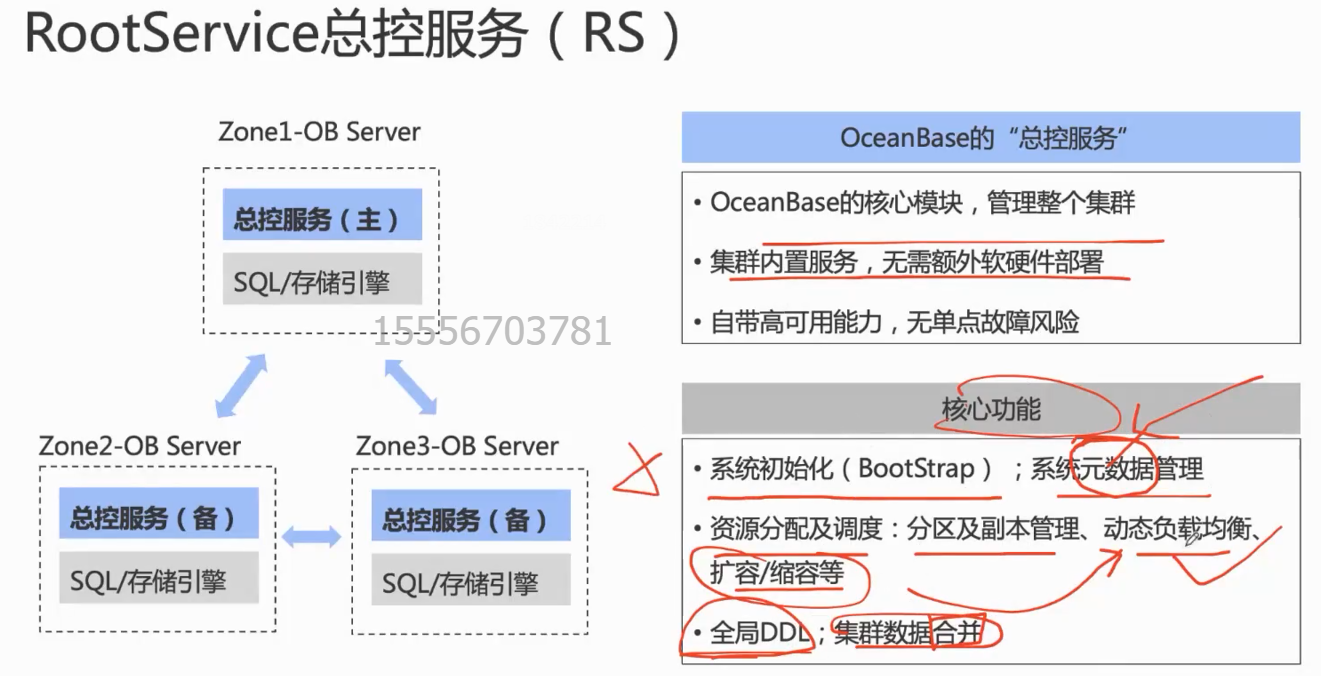 RootService总控服务（RS）
Zone1-OB Server
总控服务（主）
SQL/存储引擎
15556703781
Zone2-OB Server
总控服务（备）
SQL/存储引擎
Zone3-OB Server
总控服务（备）
SQL/存储引擎
OceanBase的“总控服务”
• OceanBase的核心模块，管理整个集群
• 集群内置服务，无需额外软硬件部署
• 自带高可用能力，无单点故障风险
核心功能
• 系统初始化（BootStrap）；系统元数据管理
• 资源分配及调度：分区及副本管理、动态负载均衡、
扩容/缩容等
• 全局DDL；集群数据合并